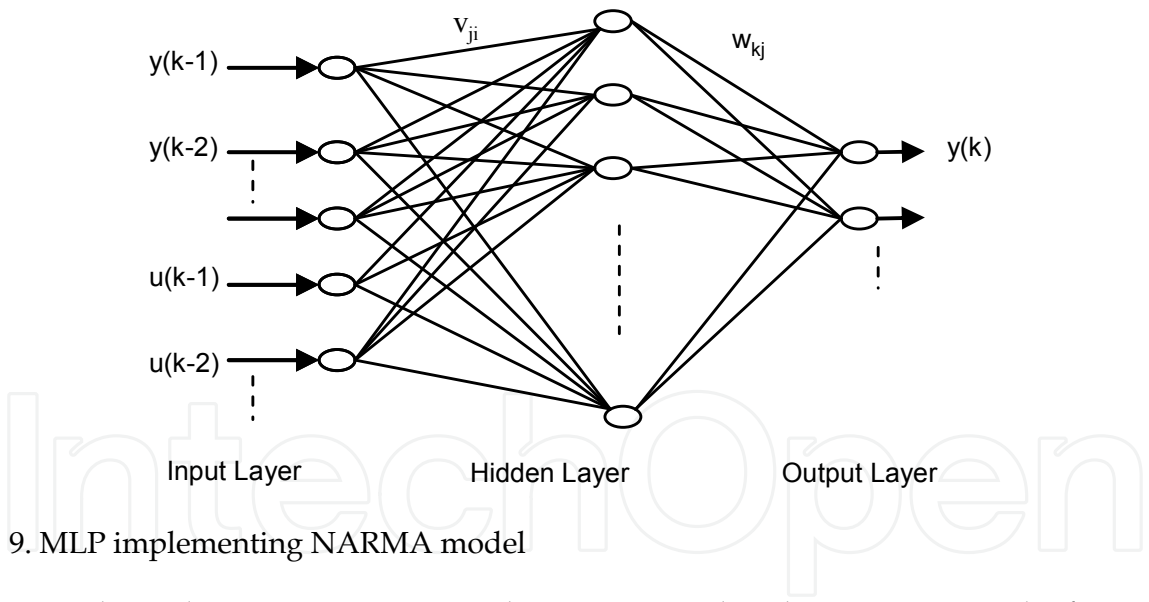 v_ji
w_kj
y(k-1)
y(k-2)
y(k)
u(k-1)
u(k-2)
Input Layer
Hidden Layer
Output Layer
IntechOpen
9. MLP implementing NARMA model